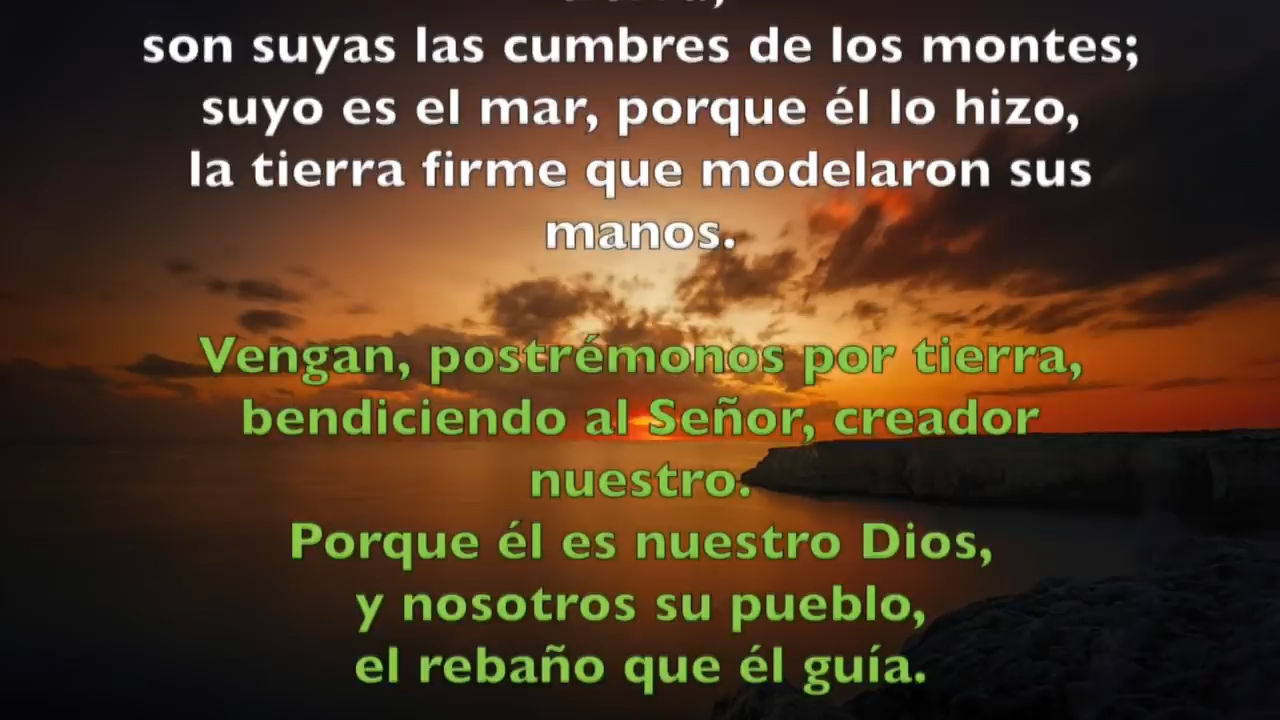 son suyas las cumbres de los montes;
suyo es el mar, porque él lo hizo,
la tierra firme que modelaron sus
manos.
Vengan, postrémonos por tierra,
bendiciendo al Señor, creador
nuestro.
Porque él es nuestro Dios,
y nosotros su pueblo,
el rebaño que él guía.